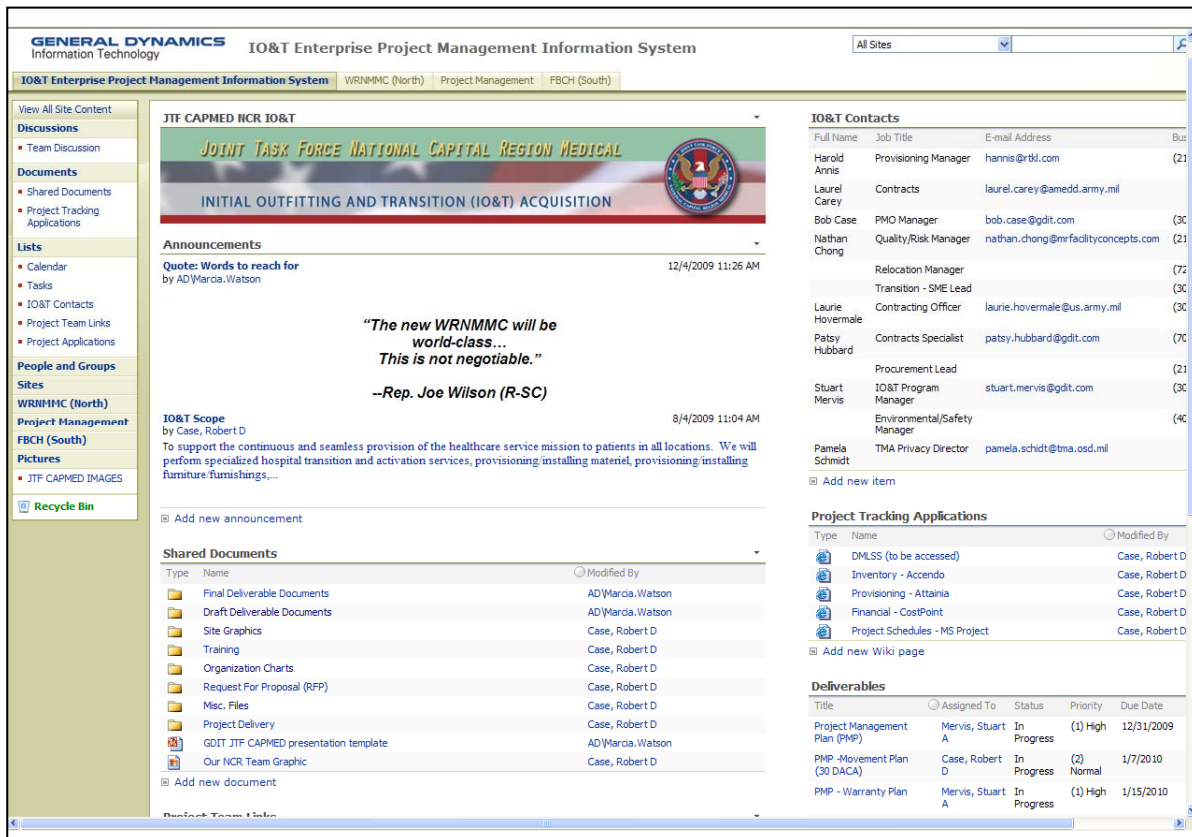 GENERAL DYNAMICS
Information Technology
IO&T Enterprise Project Management Information System
All Sites
IO&T Enterprise Project Management Information System WRNMMC (North) Project Management FBCH (South)
View All Site Content
Discussions
Team Discussion
Documents
Shared Documents
Project Tracking
Applications
Lists
Calendar
Tasks
IO&T Contacts
Project Team Links
Project Applications
People and Groups
Sites
WRNMMC (North)
Project Management
FBCH (South)
Pictures
JTF CAPMED IMAGES
Recycle Bin
JTF CAPMED NCR IO&T
JOINT TASK FORCE NATIONAL CAPITAL REGION MEDICAL
INITIAL OUTFITTING AND TRANSITION (IO&T) ACQUISITION
Announcements
Quote: Words to reach for 12/4/2009 11:26 AM
by AD\Marcia.Watson
"The new WRNMMC will be
world-class…
This is not negotiable."
--Rep. Joe Wilson (R-SC)
IO&T Scope 8/4/2009 11:04 AM
by Case, Robert D
To support the continuous and seamless provision of the healthcare service mission to patients in all locations. We will
perform specialized hospital transition and activation services, provisioning/installing materiel, provisioning/installing
furniture/furnishings,...
Add new announcement
Shared Documents
Type Name Modified By
Final Deliverable Documents AD\Marcia.Watson
Draft Deliverable Documents AD\Marcia.Watson
Site Graphics Case, Robert D
Training Case, Robert D
Organization Charts Case, Robert D
Request For Proposal (RFP) Case, Robert D
Misc. Files Case, Robert D
Project Delivery Case, Robert D
GDIT JTF CAPMED presentation template AD\Marcia.Watson
Our NCR Team Graphic Case, Robert D
Add new document
Project Team Links
IO&T Contacts
Full Name Job Title E-mail Address Bus
Harold Provisioning Manager hannis@rtkl.com (21
Annis
Laurel Contracts laurel.carey@amedd.army.mil
Carey
Bob Case PMO Manager bob.case@gdit.com (30
Nathan Quality/Risk Manager nathan.chong@mrfacilityconcepts.com (21
Chong
Relocation Manager (72
Transition - SME Lead (30
Laurie Contracting Officer laurie.hovermale@us.army.mil (30
Hovermale
Patsy Contracts Specialist patsy.hubbard@gdit.com (70
Hubbard
Procurement Lead (21
Stuart IO&T Program stuart.mervis@gdit.com (30
Mervis Manager
Environmental/Safety (40
Manager
Pamela TMA Privacy Director pamela.schidt@tma.osd.mil
Schmidt
Add new item
Project Tracking Applications
Type Name Modified By
DMLSS (to be accessed) Case, Robert D
Inventory - Accendo Case, Robert D
Provisioning - Attainia Case, Robert D
Financial - CostPoint Case, Robert D
Project Schedules - MS Project Case, Robert D
Add new Wiki page
Deliverables
Title Assigned To Status Priority Due Date
Project Management Mervis, Stuart In (1) High 12/31/2009
Plan (PMP) A Progress
PMP -Movement Plan Case, Robert In (2) 1/7/2010
(30 DACA) D Progress Normal
PMP - Warranty Plan Mervis, Stuart In (1) High 1/15/2010
A Progress